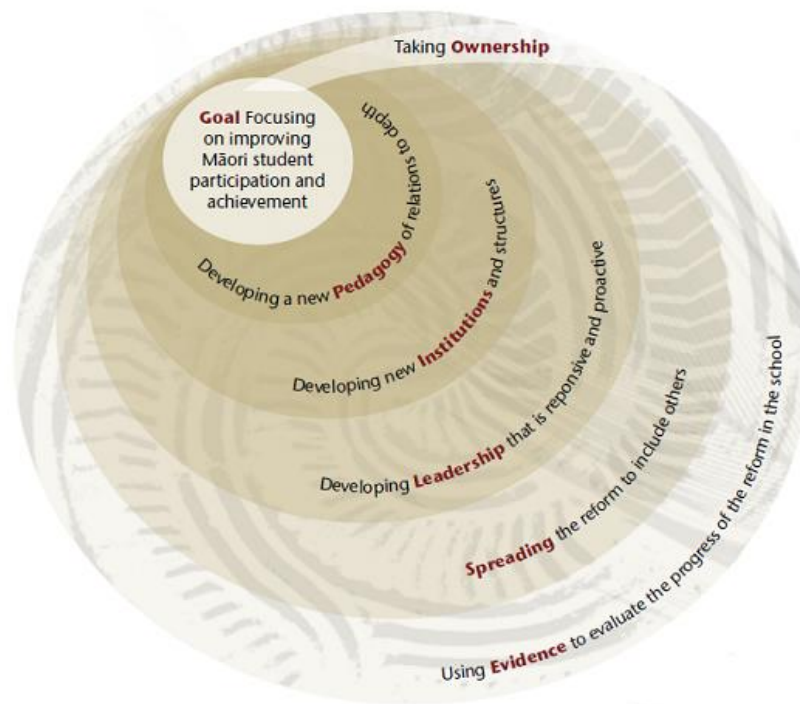 Taking Ownership
Goal Focusing
on improving
Māori student
participation and
achievement
Developing a new Pedagogy of relations to depth
Developing new Institutions and structures
Developing Leadership that is reponsive and proactive
Spreading the reform to include others
Using Evidence to evaluate the progress of the reform in the school